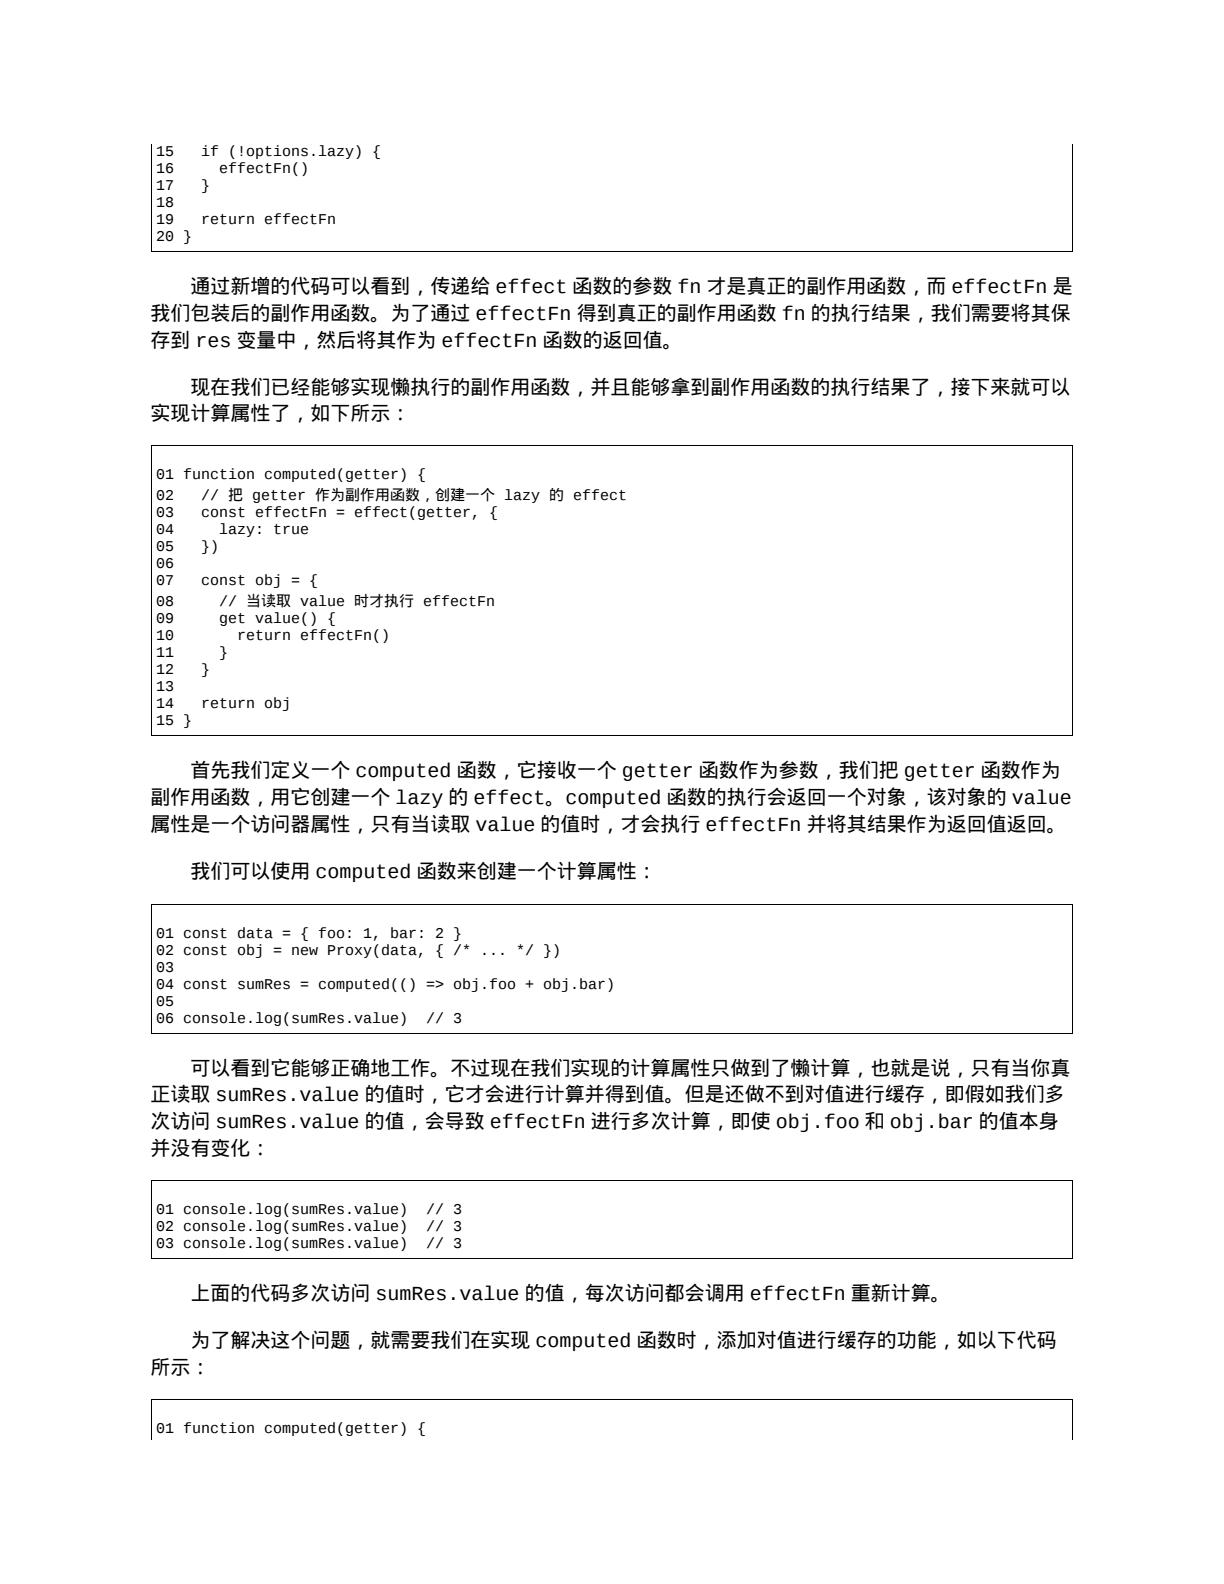 15   if (!options.lazy) {
16     effectFn()
17   }
18
19   return effectFn
20 }
通过新增的代码可以看到，传递给 effect 函数的参数 fn 才是真正的副作用函数，而 effectFn 是
我们包装后的副作用函数。为了通过 effectFn 得到真正的副作用函数 fn 的执行结果，我们需要将其保
存到 res 变量中，然后将其作为 effectFn 函数的返回值。
现在我们已经能够实现懒执行的副作用函数，并且能够拿到副作用函数的执行结果了，接下来就可以
实现计算属性了，如下所示：
01 function computed(getter) {
02   // 把 getter 作为副作用函数，创建一个 lazy 的 effect
03   const effectFn = effect(getter, {
04     lazy: true
05   })
06
07   const obj = {
08     // 当读取 value 时才执行 effectFn
09     get value() {
10       return effectFn()
11     }
12   }
13
14   return obj
15 }
首先我们定义一个 computed 函数，它接收一个 getter 函数作为参数，我们把 getter 函数作为
副作用函数，用它创建一个 lazy 的 effect。computed 函数的执行会返回一个对象，该对象的 value
属性是一个访问器属性，只有当读取 value 的值时，才会执行 effectFn 并将其结果作为返回值返回。
我们可以使用 computed 函数来创建一个计算属性：
01 const data = { foo: 1, bar: 2 }
02 const obj = new Proxy(data, { /* ... */ })
03
04 const sumRes = computed(() => obj.foo + obj.bar)
05
06 console.log(sumRes.value)  // 3
可以看到它能够正确地工作。不过现在我们实现的计算属性只做到了懒计算，也就是说，只有当你真
正读取 sumRes.value 的值时，它才会进行计算并得到值。但是还做不到对值进行缓存，即假如我们多
次访问 sumRes.value 的值，会导致 effectFn 进行多次计算，即使 obj.foo 和 obj.bar 的值本身
并没有变化：
01 console.log(sumRes.value)  // 3
02 console.log(sumRes.value)  // 3
03 console.log(sumRes.value)  // 3
上面的代码多次访问 sumRes.value 的值，每次访问都会调用 effectFn 重新计算。
为了解决这个问题，就需要我们在实现 computed 函数时，添加对值进行缓存的功能，如以下代码
所示：
01 function computed(getter) {